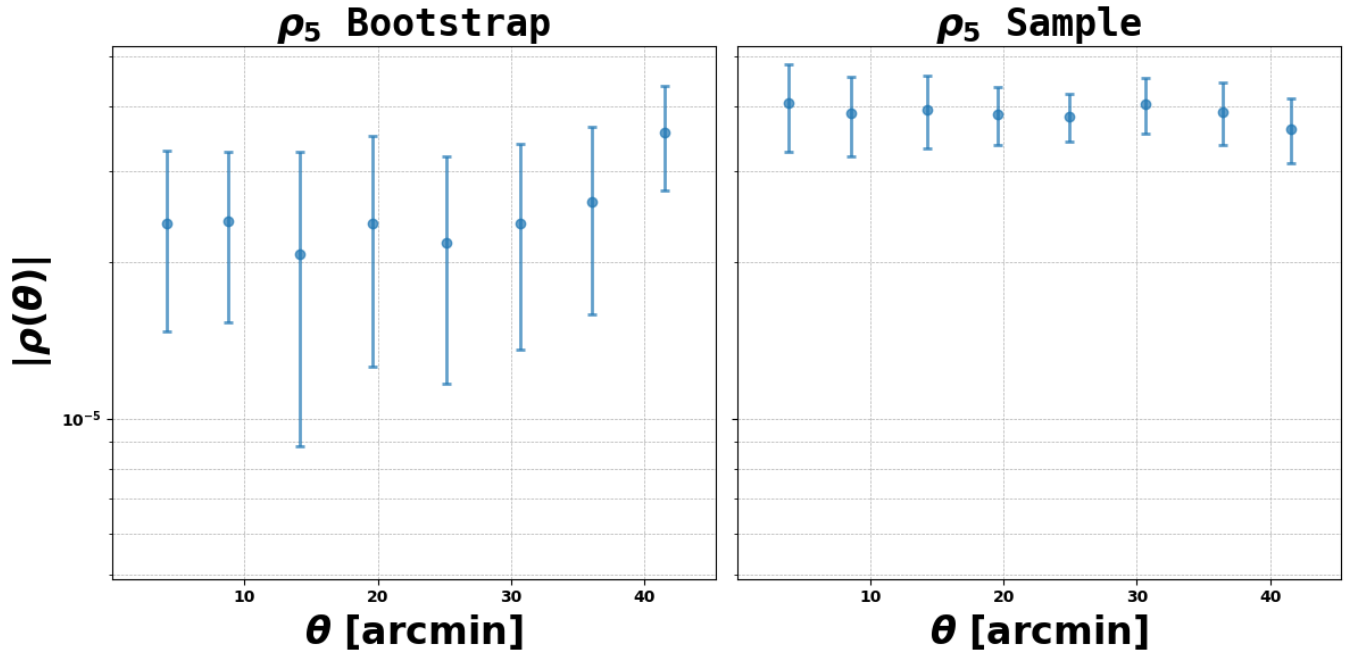 ρ₅ Bootstrap
ρ₅ Sample
|ρ(θ)|
10⁻⁵
10 20 30 40
10 20 30 40
θ [arcmin]
θ [arcmin]